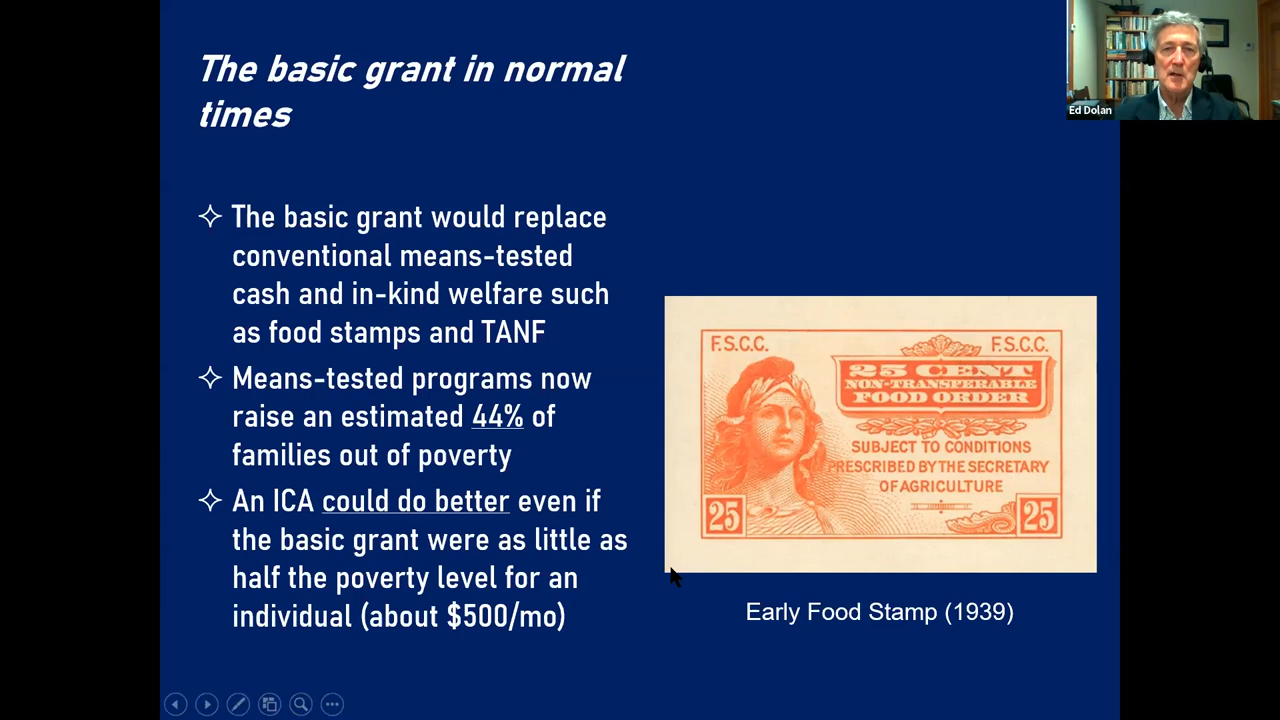 The basic grant in normal
times
Ed Dolan
The basic grant would replace
conventional means-tested
cash and in-kind welfare such
as food stamps and TANF
Means-tested programs now
raise an estimated 44% of
families out of poverty
An ICA could do better even if
the basic grant were as little as
half the poverty level for an
individual (about $500/mo)
F.S.C.C.
F.S.C.C.
25 CENT
NON-TRANSFERABLE
FOOD ORDER
SUBJECT TO CONDITIONS
PRESCRIBED BY THE SECRETARY
OF AGRICULTURE
25
25
Early Food Stamp (1939)